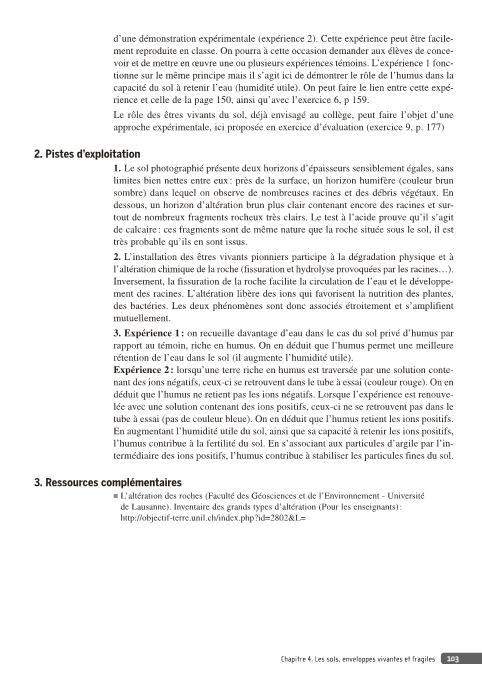 d'une démonstration expérimentale (expérience 2). Cette expérience peut être facile-
ment reproduite en classe. On pourra à cette occasion demander aux élèves de conce-
voir et de mettre en œuvre une ou plusieurs expériences témoins. L'expérience 1 fonc-
tionne sur le même principe mais il s'agit ici de démontrer le rôle de l'humus dans la
capacité du sol à retenir l'eau (humidité utile). On peut faire le lien entre cette expé-
rience et celle de la page 150, ainsi qu'avec l'exercice 6, p 159.
Le rôle des êtres vivants du sol, déjà envisagé au collège, peut faire l'objet d'une
approche expérimentale, ici proposée en exercice d'évaluation (exercice 9, p. 177)
2. Pistes d'exploitation
1. Le sol photographié présente deux horizons d'épaisseurs sensiblement égales, sans
limites bien nettes entre eux : près de la surface, un horizon humifère (couleur brun
sombre) dans lequel on observe de nombreuses racines et des débris végétaux. En
dessous, un horizon d'altération brun plus clair contenant encore des racines et sur-
tout de nombreux fragments rocheux très clairs. Le test à l'acide prouve qu'il s'agit
de calcaire : ces fragments sont de même nature que la roche située sous le sol, il est
très probable qu'ils en sont issus.
2. L'installation des êtres vivants pionniers participe à la dégradation physique et à
l'altération chimique de la roche (fissuration et hydrolyse provoquées par les racines…).
Inversement, la fissuration de la roche facilite la circulation de l'eau et le développe-
ment des racines. L'altération libère des ions qui favorisent la nutrition des plantes,
des bactéries. Les deux phénomènes sont donc associés étroitement et s'amplifient
mutuellement.
3. Expérience 1 : on recueille davantage d'eau dans le cas du sol privé d'humus par
rapport au témoin, riche en humus. On en déduit que l'humus permet une meilleure
rétention de l'eau dans le sol (il augmente l'humidité utile).
Expérience 2 : lorsqu'une terre riche en humus est traversée par une solution conte-
nant des ions négatifs, ceux-ci se retrouvent dans le tube à essai (couleur rouge). On en
déduit que l'humus ne retient pas les ions négatifs. Lorsque l'expérience est renouve-
lée avec une solution contenant des ions positifs, ceux-ci ne se retrouvent pas dans le
tube à essai (pas de couleur bleue). On en déduit que l'humus retient les ions positifs.
En augmentant l'humidité utile du sol, ainsi que sa capacité à retenir les ions positifs,
l'humus contribue à la fertilité du sol. En s'associant aux particules d'argile par l'in-
termédiaire des ions positifs, l'humus contribue à stabiliser les particules fines du sol.
3. Ressources complémentaires
■ L'altération des roches (Faculté des Géosciences et de l'Environnement - Université
de Lausanne). Inventaire des grands types d'altération (Pour les enseignants) :
http://objectif-terre.unil.ch/index.php?id=2802&L=
Chapitre 4. Les sols, enveloppes vivantes et fragiles 103